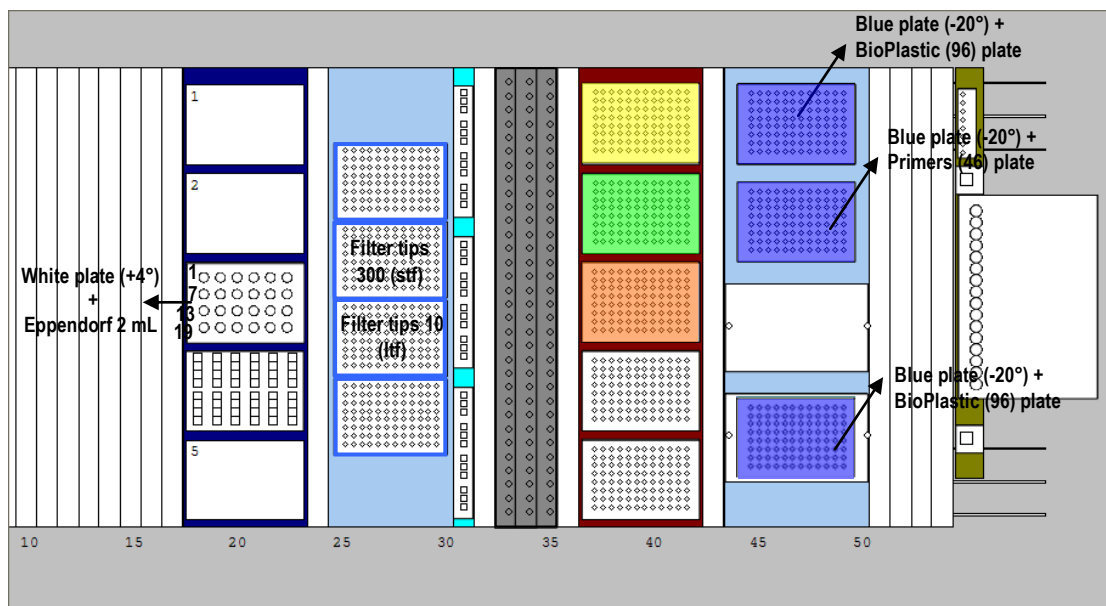 Blue plate (-20°) +
BioPlastic (96) plate
1
Blue plate (-20°) +
Primers (46) plate
2
Filter tips
300 (stf)
White plate (+4°)
+
Eppendorf 2 mL
1
7
13
19
Filter tips 10
(ltf)
Blue plate (-20°) +
BioPlastic (96) plate
5
10 15 20 25 30 35 40 45 50